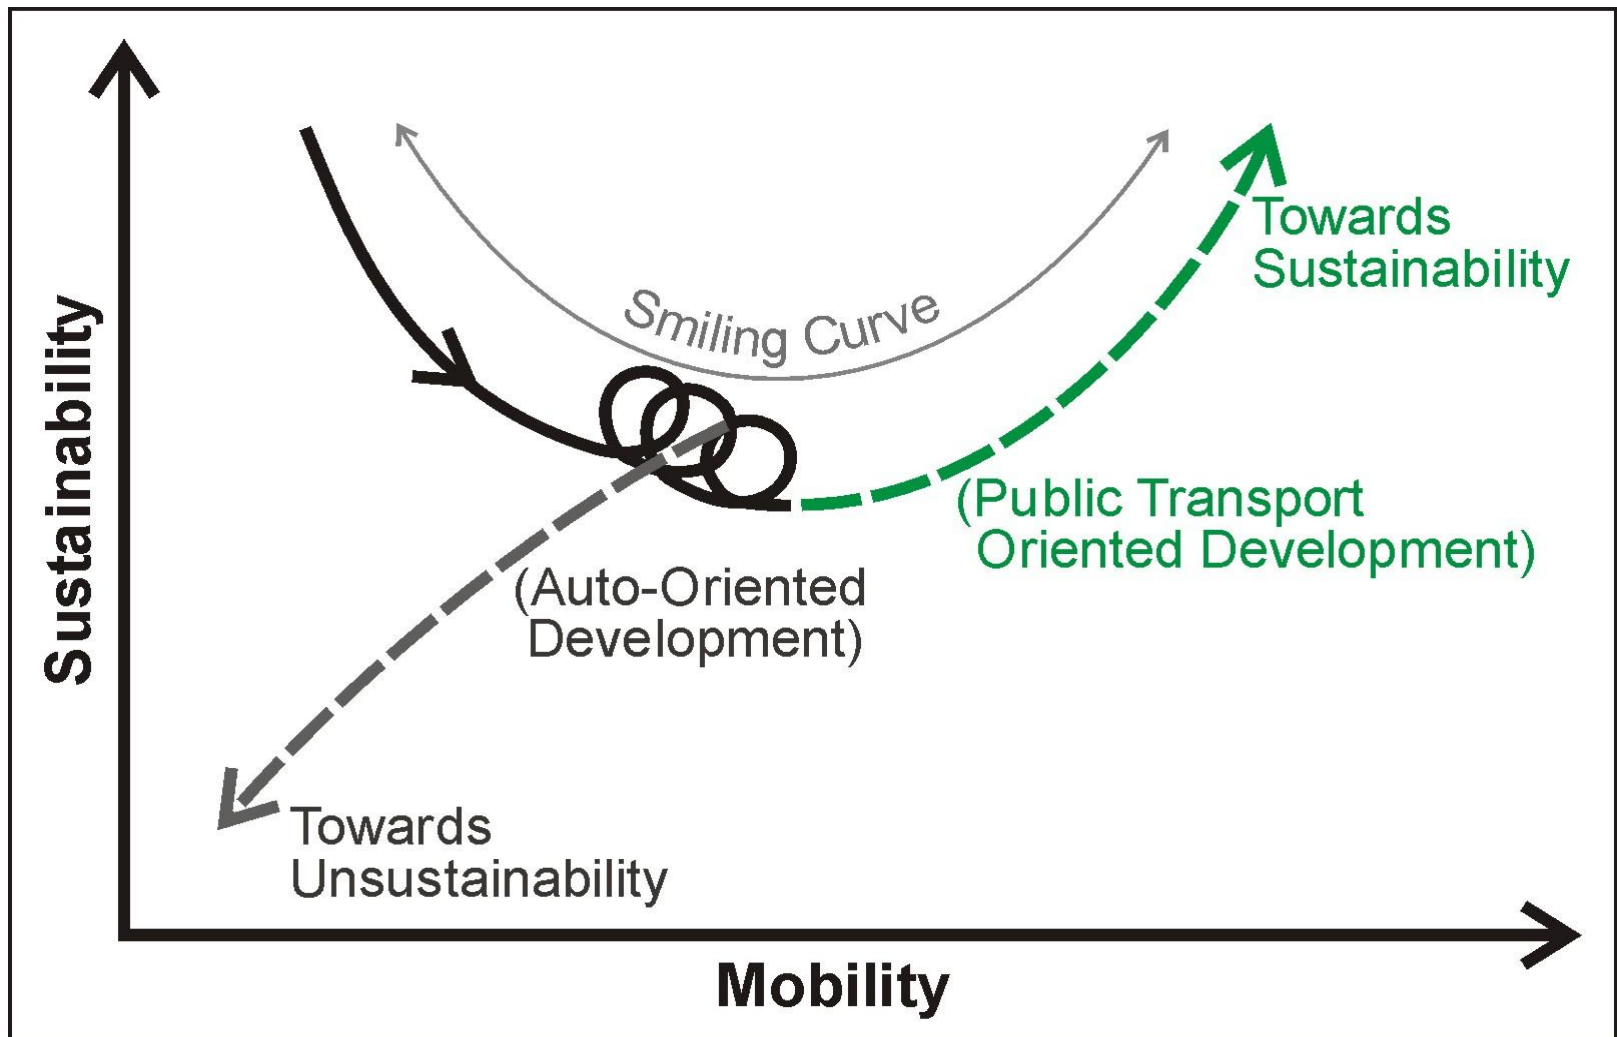 Sustainability
Smiling Curve
Towards
Sustainability
(Public Transport
Oriented Development)
(Auto-Oriented
Development)
Towards
Unsustainability
Mobility